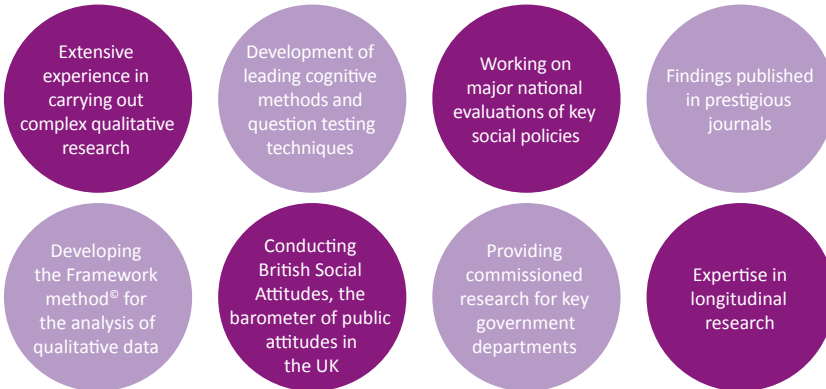 Extensive
experience in
carrying out
complex qualitative
research
Development of
leading cognitive
methods and
question testing
techniques
Working on
major national
evaluations of key
social policies
Findings published
in prestigious
journals
Developing
the Framework
method© for
the analysis of
qualitative data
Conducting
British Social
Attitudes, the
barometer of public
attitudes in
the UK
Providing
commissioned
research for key
government
departments
Expertise in
longitudinal
research